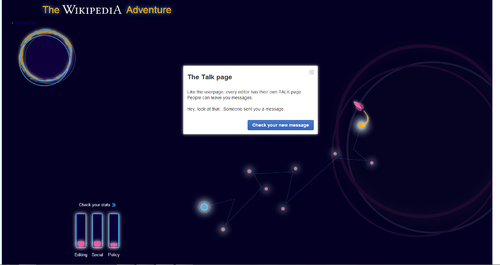 The WIKIPEDIA Adventure
The Talk page
Like the userpage, every editor has their own TALK page.
People can leave you messages.
Hey, look at that...Someone sent you a message.
Check your new message
Check your stats
Editing Social Policy